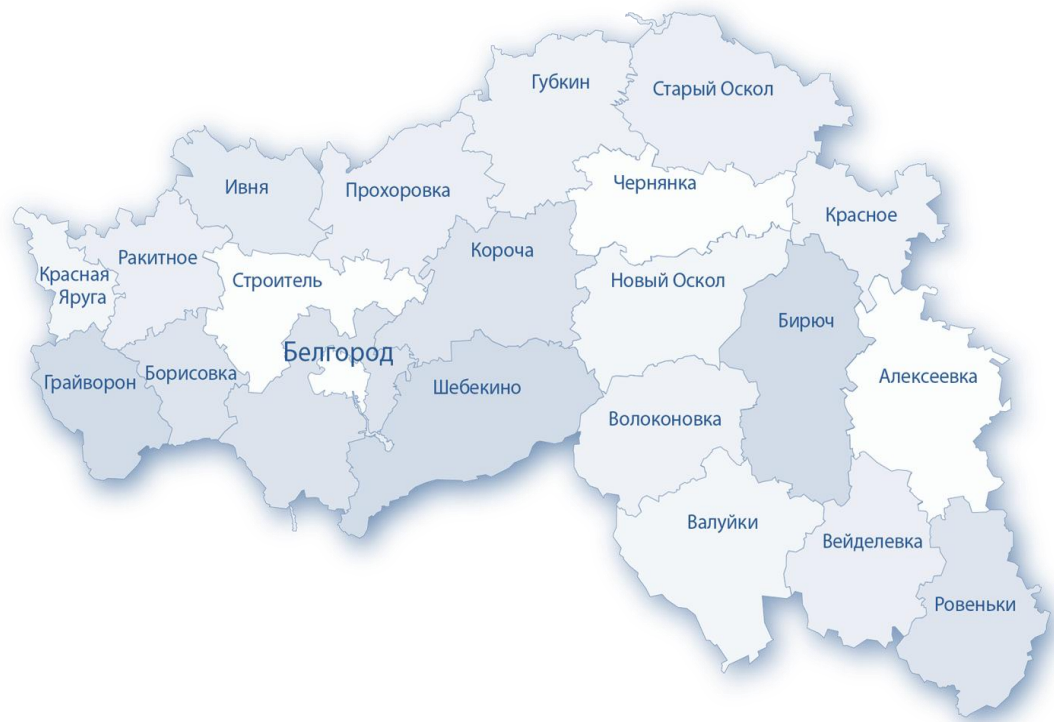 Губкин
Старый Оскол
Ивня
Прохоровка
Чернянка
Красное
Ракитное
Короча
Красная
Яруга
Строитель
Новый Оскол
Бирюч
Белгород
Грайворон
Борисовка
Шебекино
Алексеевка
Волоконовка
Валуйки
Вейделевка
Ровеньки